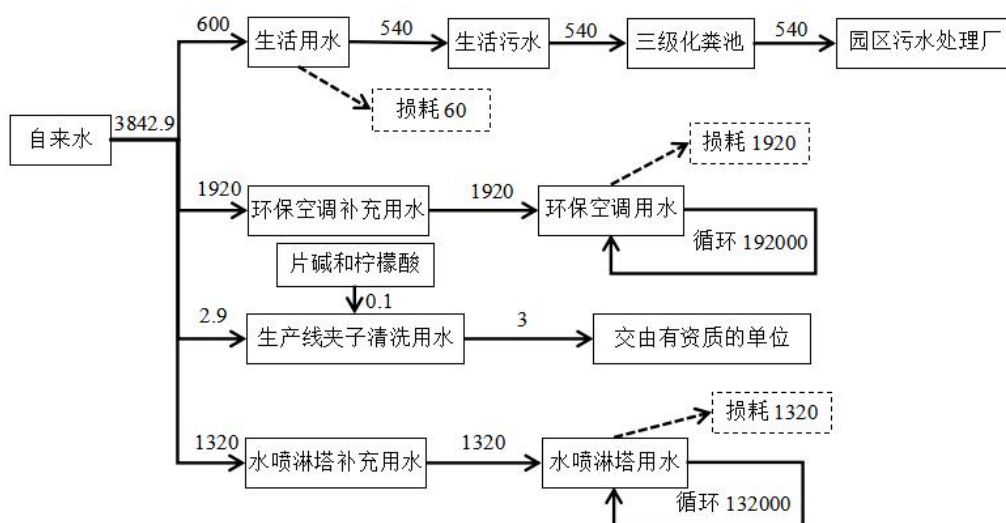 600
生活用水
540
生活污水
540
三级化粪池
540
园区污水处理厂
损耗 60
自来水
3842.9
损耗 1920
1920
环保空调补充用水
1920
环保空调用水
循环 192000
片碱和柠檬酸
0.1
2.9
生产线夹子清洗用水
3
交由有资质的单位
损耗 1320
1320
水喷淋塔补充用水
1320
水喷淋塔用水
循环 132000